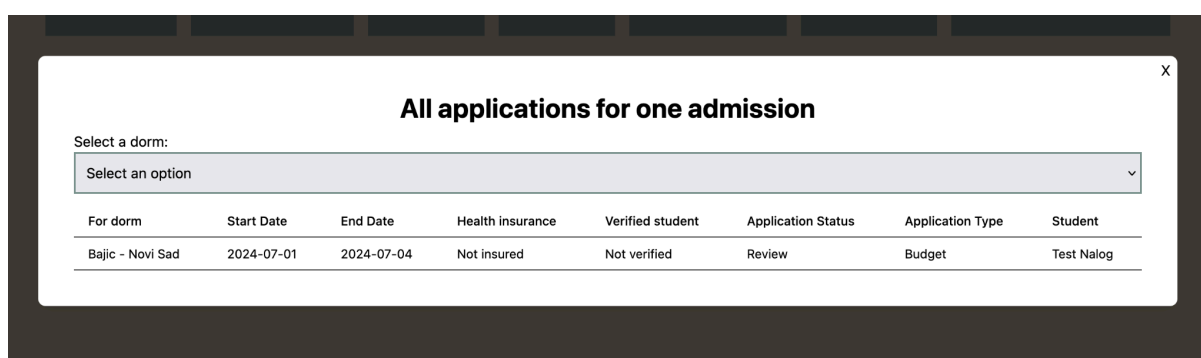 X
All applications for one admission
Select a dorm:
Select an option
For dorm Start Date End Date Health insurance Verified student Application Status Application Type Student
Bajic - Novi Sad 2024-07-01 2024-07-04 Not insured Not verified Review Budget Test Nalog